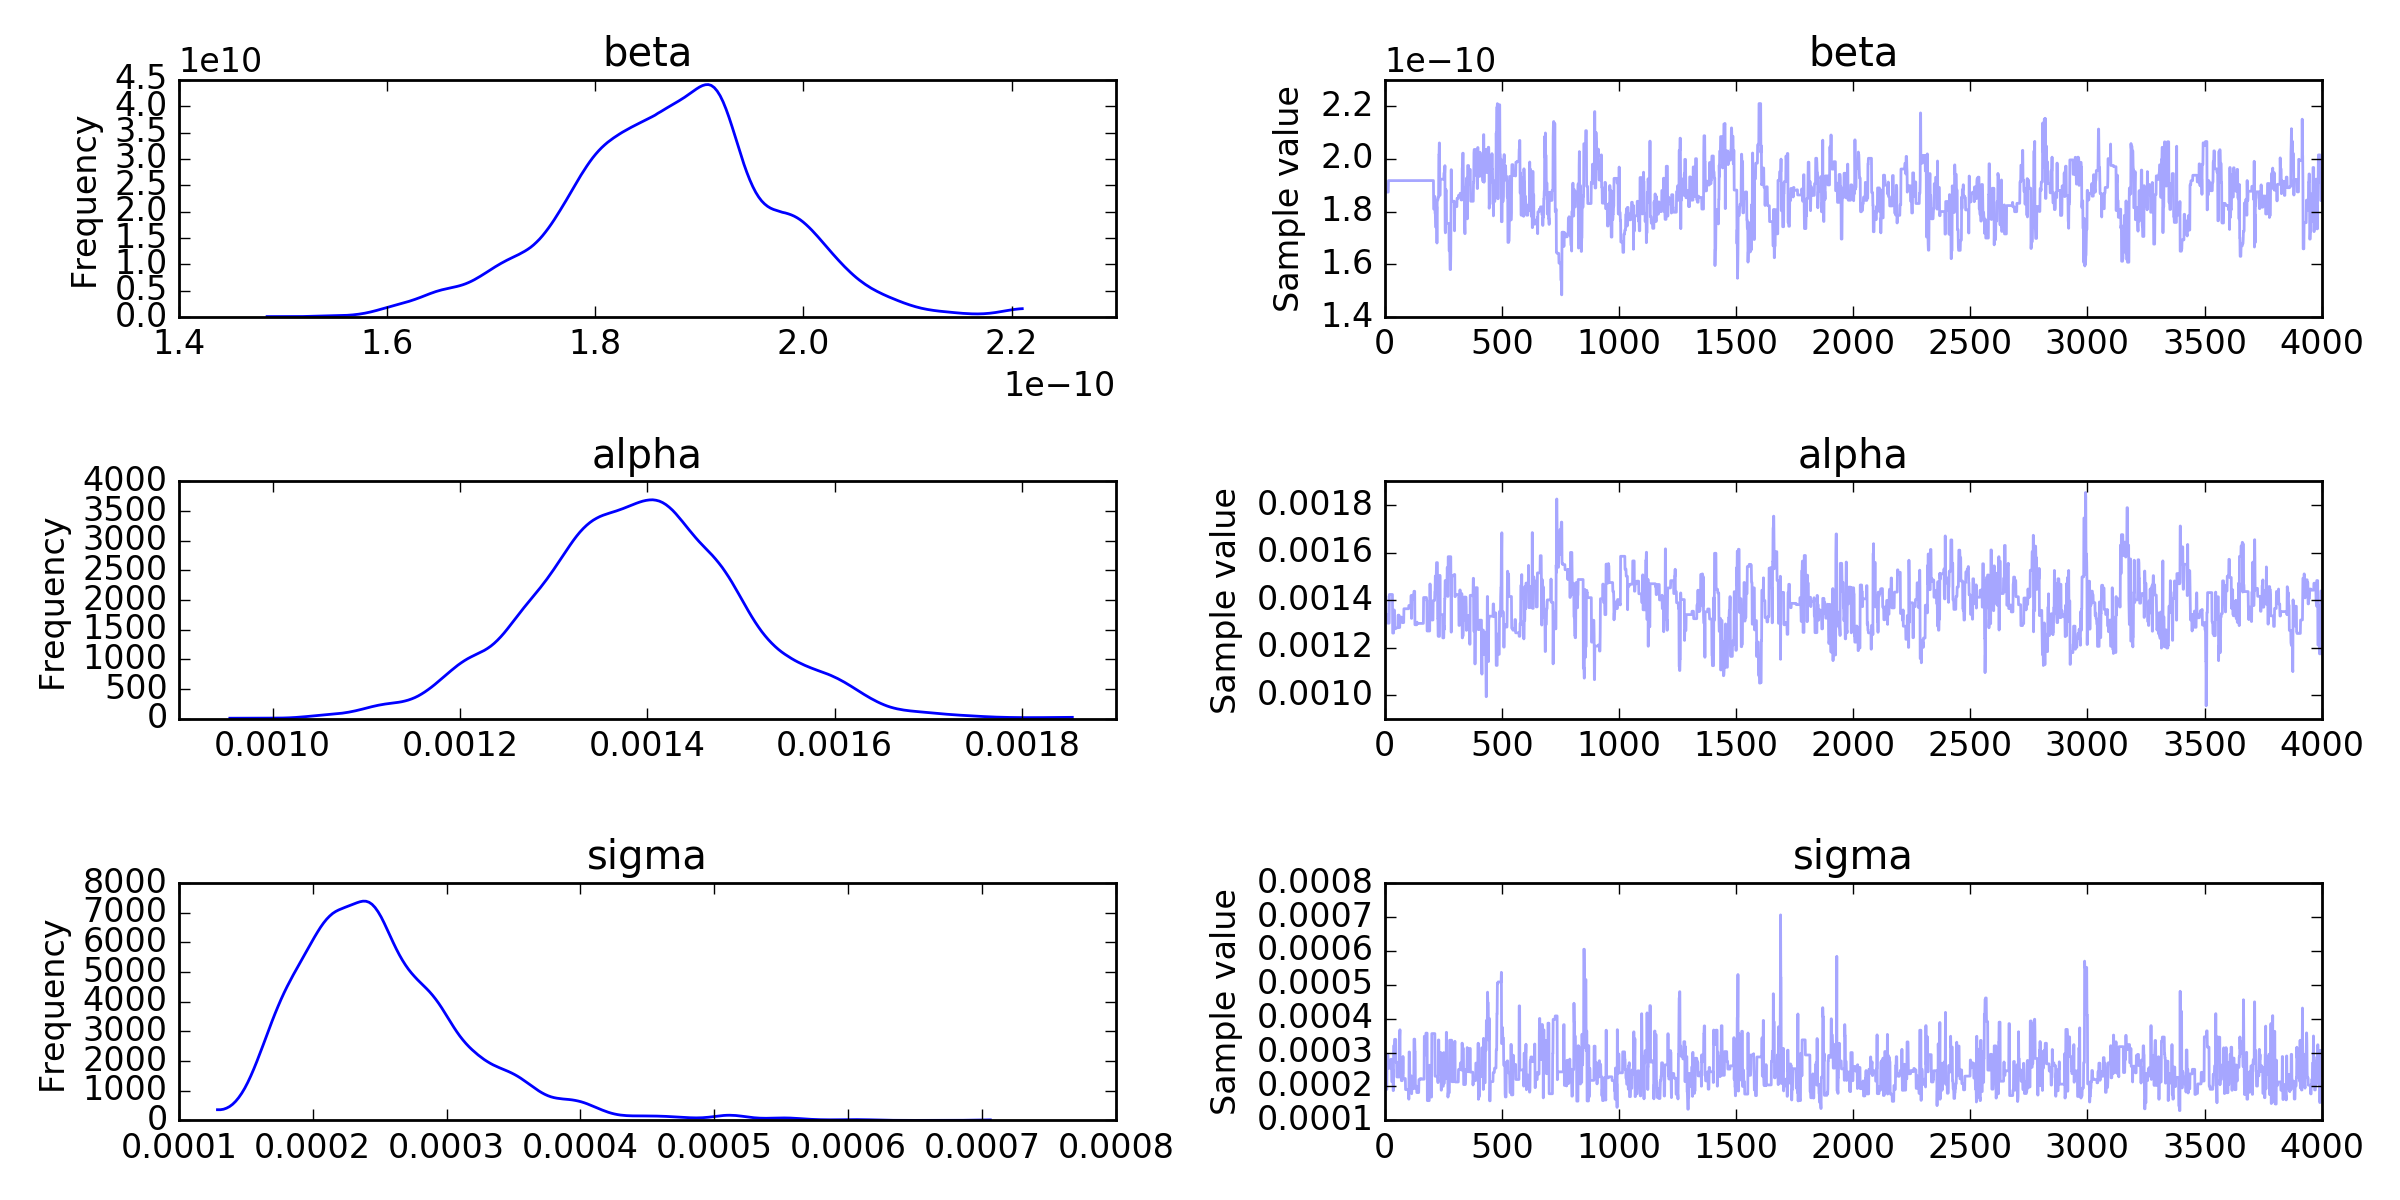 beta
1e10
Frequency
4.5
4.0
3.5
3.0
2.5
2.0
1.5
1.0
0.5
0.0
1.4 1.6 1.8 2.0 2.2
1e−10
beta
1e−10
Sample value
2.2
2.0
1.8
1.6
1.4
0 500 1000 1500 2000 2500 3000 3500 4000
alpha
Frequency
4000
3500
3000
2500
2000
1500
1000
500
0
0.0010 0.0012 0.0014 0.0016 0.0018
alpha
Sample value
0.0018
0.0016
0.0014
0.0012
0.0010
0 500 1000 1500 2000 2500 3000 3500 4000
sigma
Frequency
8000
7000
6000
5000
4000
3000
2000
1000
0
0.0001 0.0002 0.0003 0.0004 0.0005 0.0006 0.0007 0.0008
sigma
Sample value
0.0008
0.0007
0.0006
0.0005
0.0004
0.0003
0.0002
0.0001
0 500 1000 1500 2000 2500 3000 3500 4000